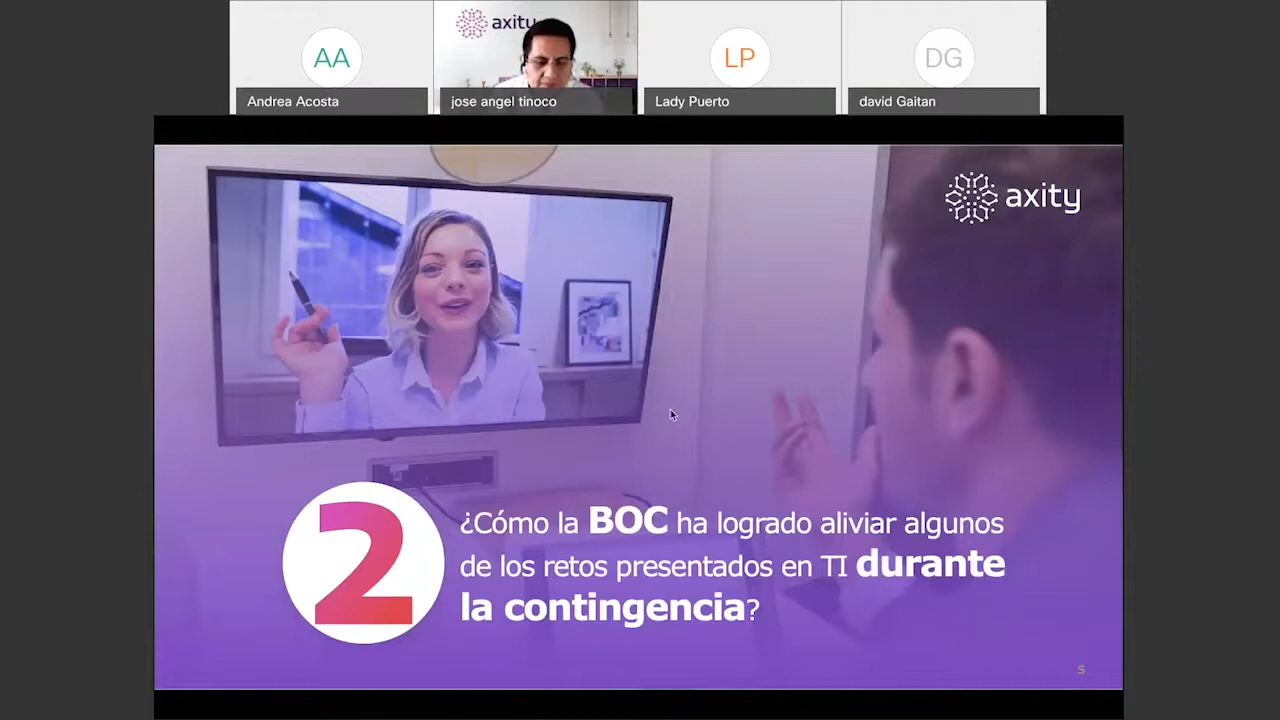 AA
axity
LP
DG
Andrea Acosta
jose angel tinoco
Lady Puerto
david Gaitan
axity
2
¿Cómo la BOC ha logrado aliviar algunos
de los retos presentados en TI durante
la contingencia?
5